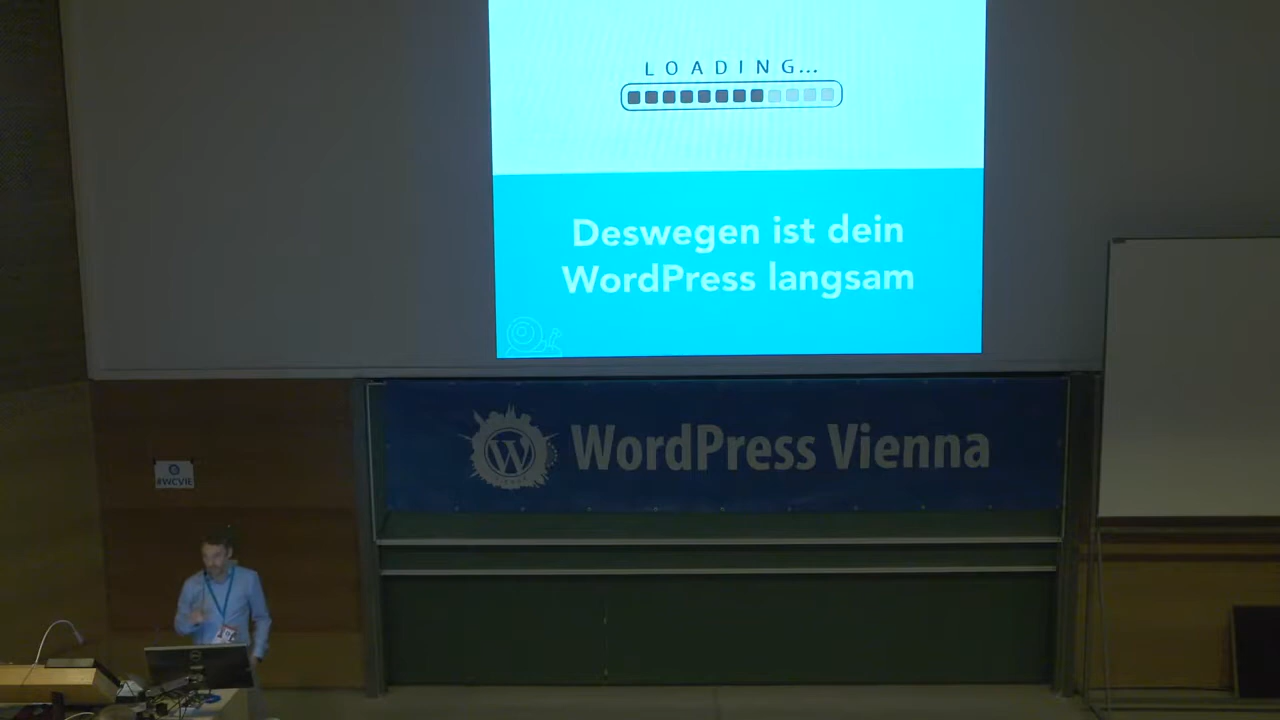 LOADING...
Deswegen ist dein
WordPress langsam
W
WordPress Vienna
#WCVIE